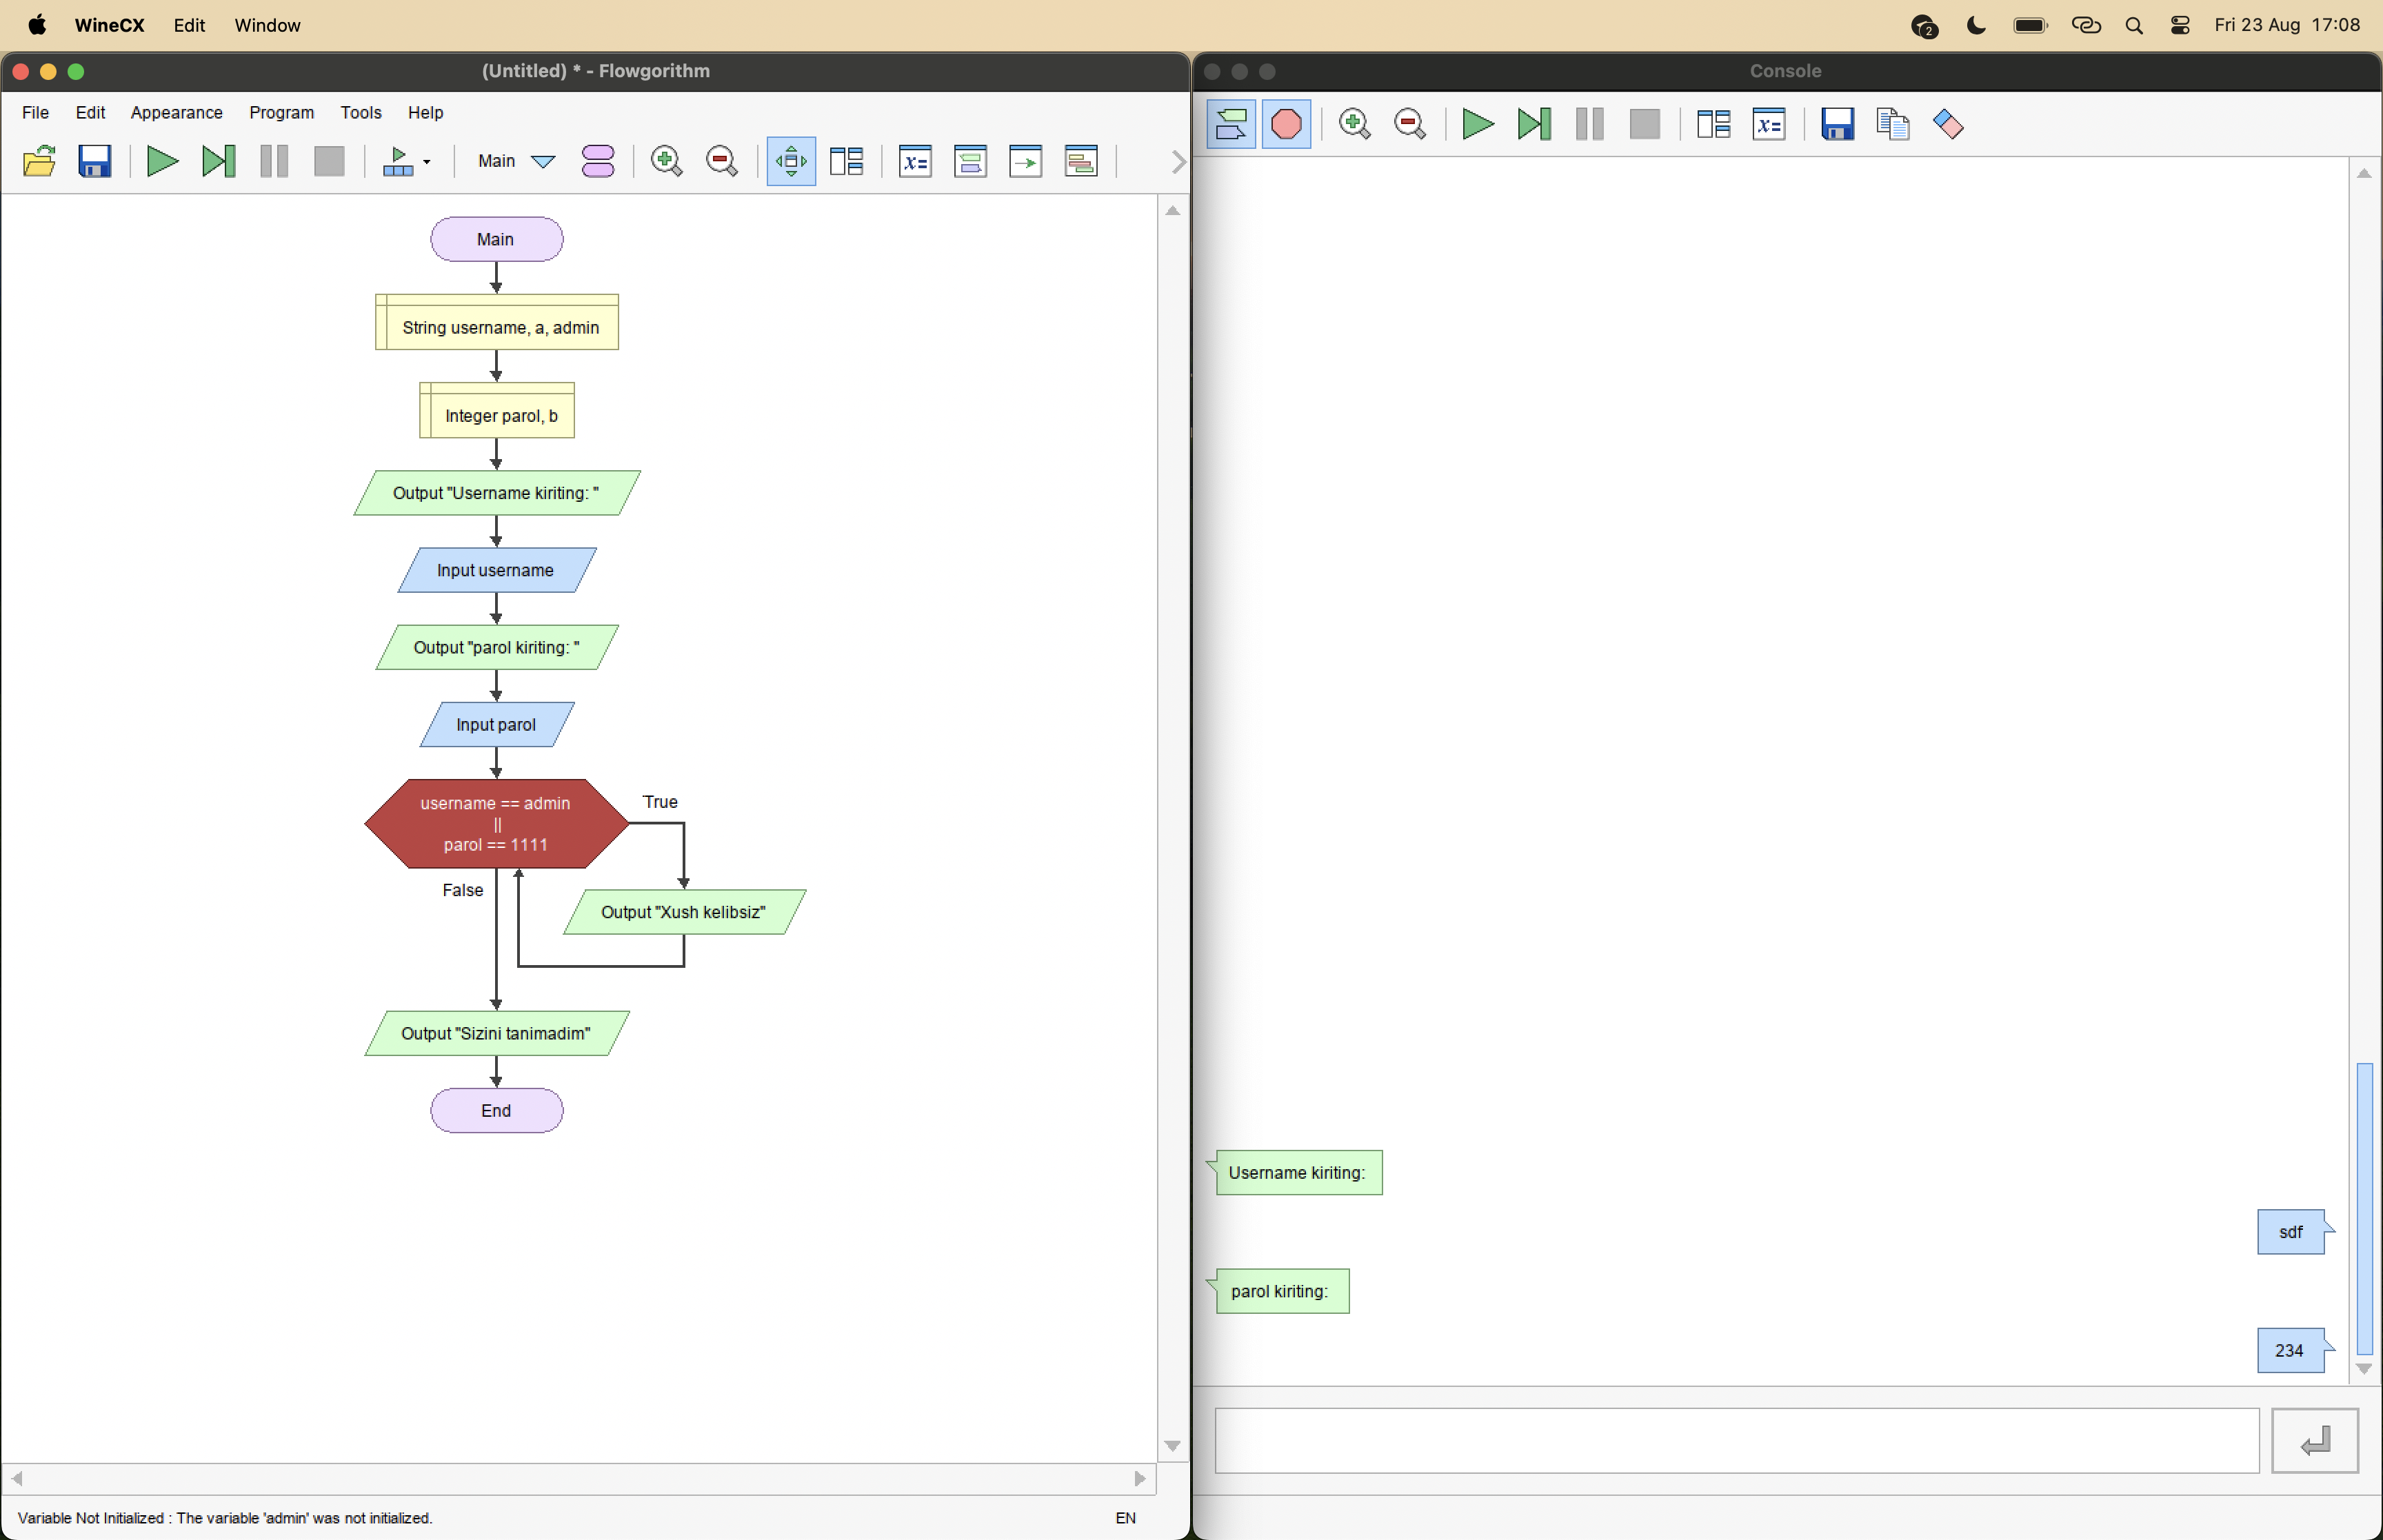 WineCX Edit Window
2
Fri 23 Aug 17:08
(Untitled) * - Flowgorithm
File Edit Appearance Program Tools Help
Main
x=
Main
String username, a, admin
Integer parol, b
Output "Username kiriting: "
Input username
Output "parol kiriting: "
Input parol
username == admin
||
parol == 1111
True
False
Output "Xush kelibsiz"
Output "Sizini tanimadim"
End
Variable Not Initialized : The variable 'admin' was not initialized.
EN
Console
x=
Username kiriting:
sdf
parol kiriting:
234